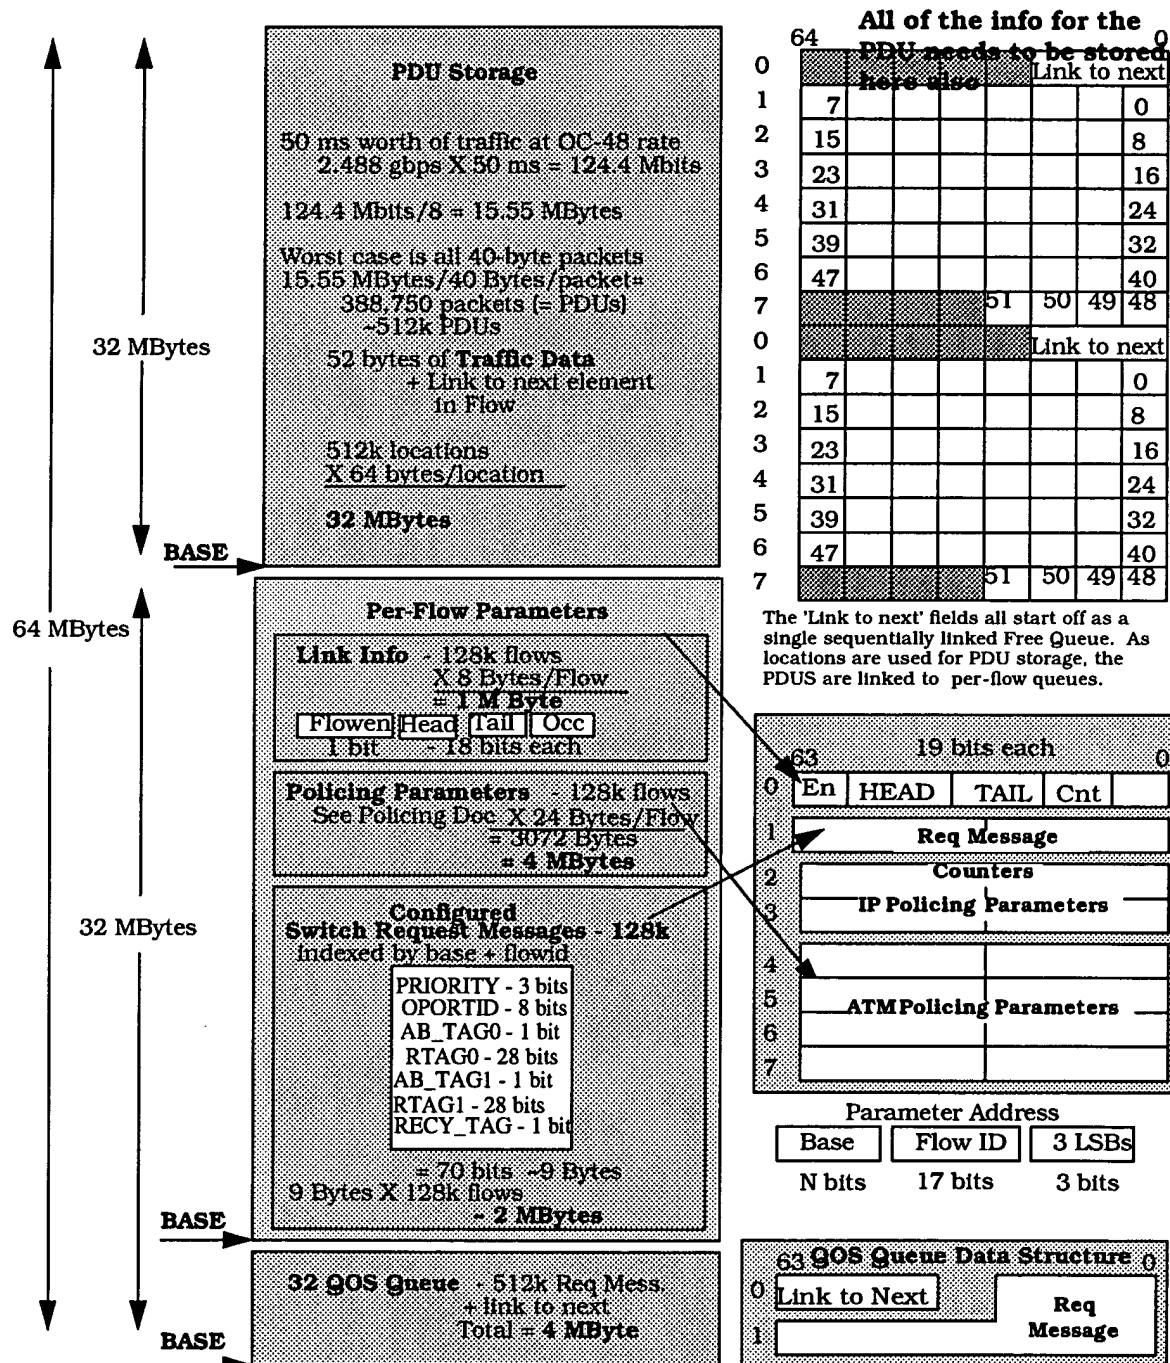 64 MBytes
32 MBytes
32 MBytes
PDU Storage
50 ms worth of traffic at OC-48 rate
2.488 gbps X 50 ms = 124.4 Mbits
124.4 Mbits/8 = 15.55 MBytes
Worst case is all 40-byte packets
15.55 MBytes/40 Bytes/packet=
388,750 packets (= PDUs)
~512k PDUs
52 bytes of Traffic Data
+ Link to next element
in Flow
512k locations
X 64 bytes/location
32 MBytes
BASE
Per-Flow Parameters
Link Info - 128k flows
X 8 Bytes/Flow
= 1 M Byte
Flowen Head Tail Occ
1 bit - 18 bits each
Policing Parameters - 128k flows
See Policing Doc X 24 Bytes/Flow
= 3072 Bytes
= 4 MByte
Configured
Switch Request Messages - 128k
Indexed by base + flowid
PRIORITY - 3 bits
OPORTID - 8 bits
AB_TAG0 - 1 bit
RTAG0 - 28 bits
AB_TAG1 - 1 bit
RTAG1 - 28 bits
RECY_TAG - 1 bit
= 70 bits ~9 Bytes
9 Bytes X 128k flows
~ 2 MBytes
BASE
32 QOS Queue - 512k Req Mess.
+ link to next
Total = 4 MByte
BASE
All of the info for the
PDU needs to be stored
here also
64 0
0 Link to next
1 7 0
2 15 8
3 23 16
4 31 24
5 39 32
6 47 40
7 51 50 49 48
0 Link to next
1 7 0
2 15 8
3 23 16
4 31 24
5 39 32
6 47 40
7 51 50 49 48
The 'Link to next' fields all start off as a
single sequentially linked Free Queue. As
locations are used for PDU storage, the
PDUS are linked to per-flow queues.
63 19 bits each 0
0 En HEAD TAIL Cnt
1 Req Message
2 Counters
3 IP Policing Parameters
4
5 ATM Policing Parameters
6
7
Parameter Address
Base Flow ID 3 LSBs
N bits 17 bits 3 bits
63 QOS Queue Data Structure 0
0 Link to Next Req
1 Message